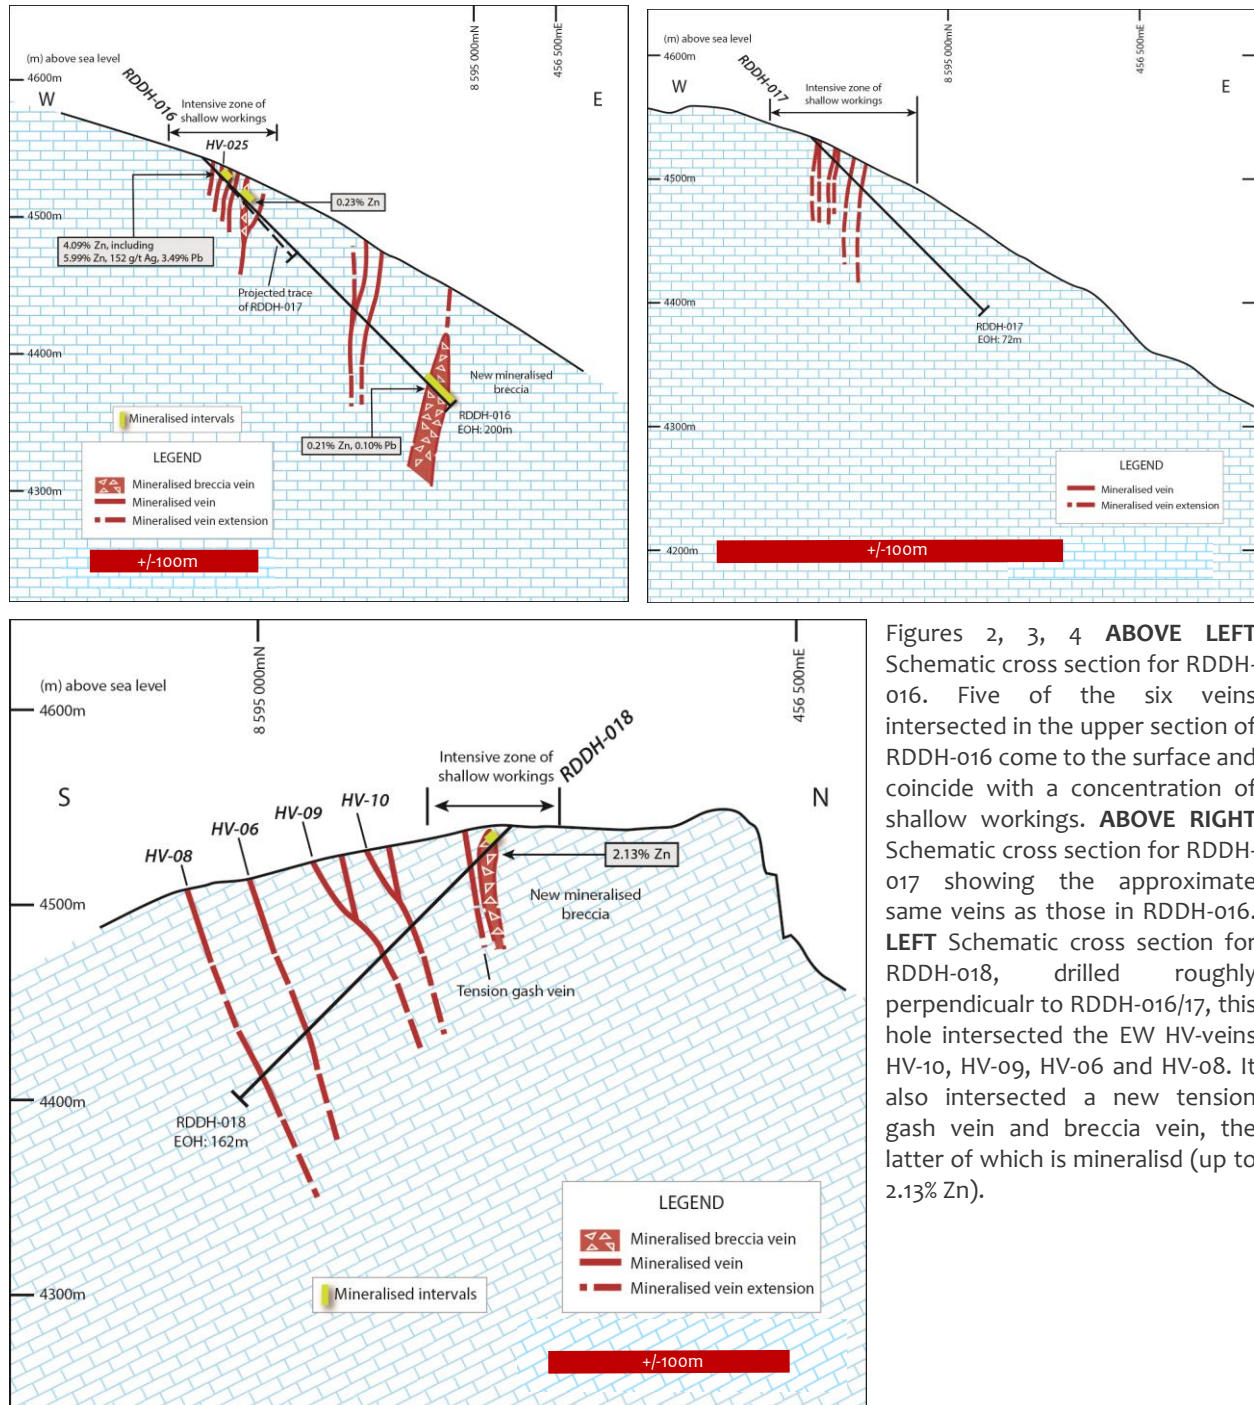 (m) above sea level
4600m
W
RDDH-016
Intensive zone of
shallow workings
HV-025
8 595 000mN
456 500mE
E
0.23% Zn
4500m
4.09% Zn, including
5.99% Zn, 152 g/t Ag, 3.49% Pb
Projected trace
of RDDH-017
4400m
New mineralised
breccia
RDDH-016
EOH: 200m
Mineralised intervals
0.21% Zn, 0.10% Pb
LEGEND
Mineralised breccia vein
Mineralised vein
Mineralised vein extension
4300m
+/-100m
(m) above sea level
4600m
W
RDDH-017
Intensive zone of
shallow workings
8 595 000mN
456 500mE
E
4500m
4400m
RDDH-017
EOH: 72m
4300m
LEGEND
Mineralised vein
Mineralised vein extension
4200m
+/-100m
(m) above sea level
4600m
8 595 000mN
456 500mE
S
Intensive zone of
shallow workings
RDDH-018
N
HV-10
HV-09
HV-06
HV-08
2.13% Zn
4500m
New mineralised
breccia
Tension gash vein
4400m
RDDH-018
EOH: 162m
LEGEND
Mineralised breccia vein
Mineralised vein
Mineralised vein extension
4300m
Mineralised intervals
+/-100m
Figures 2, 3, 4 ABOVE LEFT
Schematic cross section for RDDH-
016. Five of the six veins
intersected in the upper section of
RDDH-016 come to the surface and
coincide with a concentration of
shallow workings. ABOVE RIGHT
Schematic cross section for RDDH-
017 showing the approximate
same veins as those in RDDH-016.
LEFT Schematic cross section for
RDDH-018, drilled roughly
perpendicualr to RDDH-016/17, this
hole intersected the EW HV-veins
HV-10, HV-09, HV-06 and HV-08. It
also intersected a new tension
gash vein and breccia vein, the
latter of which is mineralisd (up to
2.13% Zn).